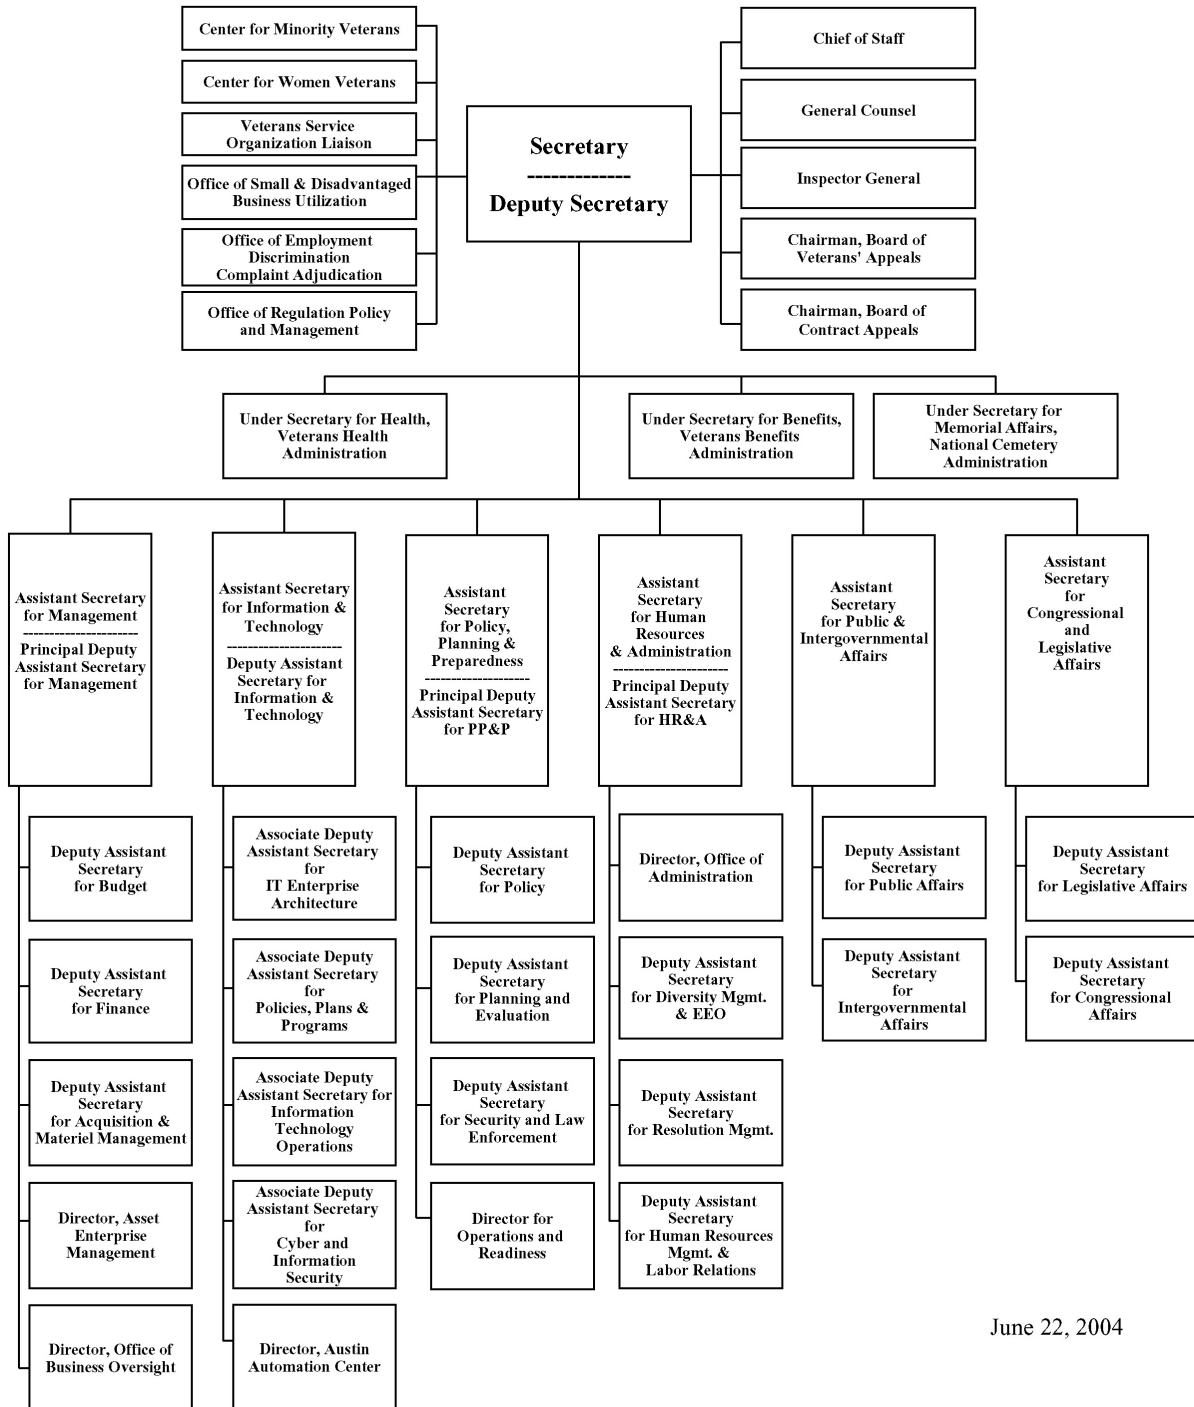 Center for Minority Veterans
Center for Women Veterans
Veterans Service
Organization Liaison
Office of Small & Disadvantaged
Business Utilization
Office of Employment
Discrimination
Complaint Adjudication
Office of Regulation Policy
and Management
Secretary
-------------
Deputy Secretary
Chief of Staff
General Counsel
Inspector General
Chairman, Board of
Veterans' Appeals
Chairman, Board of
Contract Appeals
Under Secretary for Health,
Veterans Health
Administration
Under Secretary for Benefits,
Veterans Benefits
Administration
Under Secretary for
Memorial Affairs,
National Cemetery
Administration
Assistant Secretary
for Management
----------------------
Principal Deputy
Assistant Secretary
for Management
Assistant Secretary
for Information &
Technology
----------------------
Deputy Assistant
Secretary for
Information &
Technology
Assistant
Secretary
for Policy,
Planning &
Preparedness
--------------------
Principal Deputy
Assistant Secretary
for PP&P
Assistant
Secretary
for Human
Resources
& Administration
----------------------
Principal Deputy
Assistant Secretary
for HR&A
Assistant
Secretary
for Public &
Intergovernmental
Affairs
Assistant
Secretary
for
Congressional
and
Legislative
Affairs
Deputy Assistant
Secretary
for Budget
Deputy Assistant
Secretary
for Finance
Deputy Assistant
Secretary
for Acquisition &
Materiel Management
Director, Asset
Enterprise
Management
Director, Office of
Business Oversight
Associate Deputy
Assistant Secretary
for
IT Enterprise
Architecture
Associate Deputy
Assistant Secretary
for
Policies, Plans &
Programs
Associate Deputy
Assistant Secretary for
Information
Technology
Operations
Associate Deputy
Assistant Secretary
for
Cyber and
Information
Security
Director, Austin
Automation Center
Deputy Assistant
Secretary
for Policy
Deputy Assistant
Secretary
for Planning and
Evaluation
Deputy Assistant
Secretary
for Security and Law
Enforcement
Director for
Operations and
Readiness
Director, Office of
Administration
Deputy Assistant
Secretary
for Diversity Mgmt.
& EEO
Deputy Assistant
Secretary
for Resolution Mgmt.
Deputy Assistant
Secretary
for Human Resources
Mgmt. &
Labor Relations
Deputy Assistant
Secretary
for Public Affairs
Deputy Assistant
Secretary
for
Intergovernmental
Affairs
Deputy Assistant
Secretary
for Legislative Affairs
Deputy Assistant
Secretary
for Congressional
Affairs
June 22, 2004